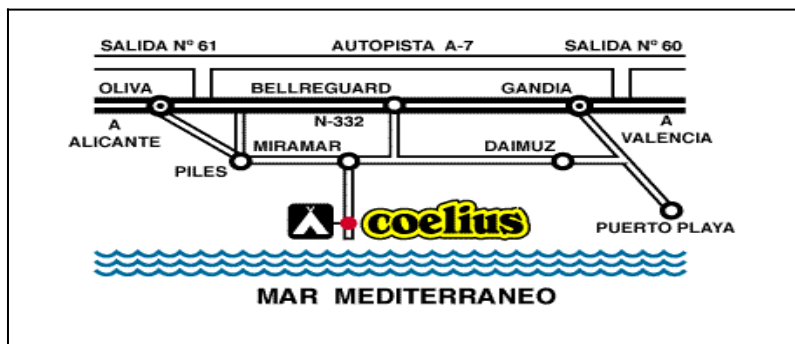 SALIDA Nº 61 AUTOPISTA A-7 SALIDA Nº 60
OLIVA BELLREGUARD GANDIA
A ALICANTE
N-332
A VALENCIA
PILES MIRAMAR DAIMUZ
coelius
PUERTO PLAYA
MAR MEDITERRANEO